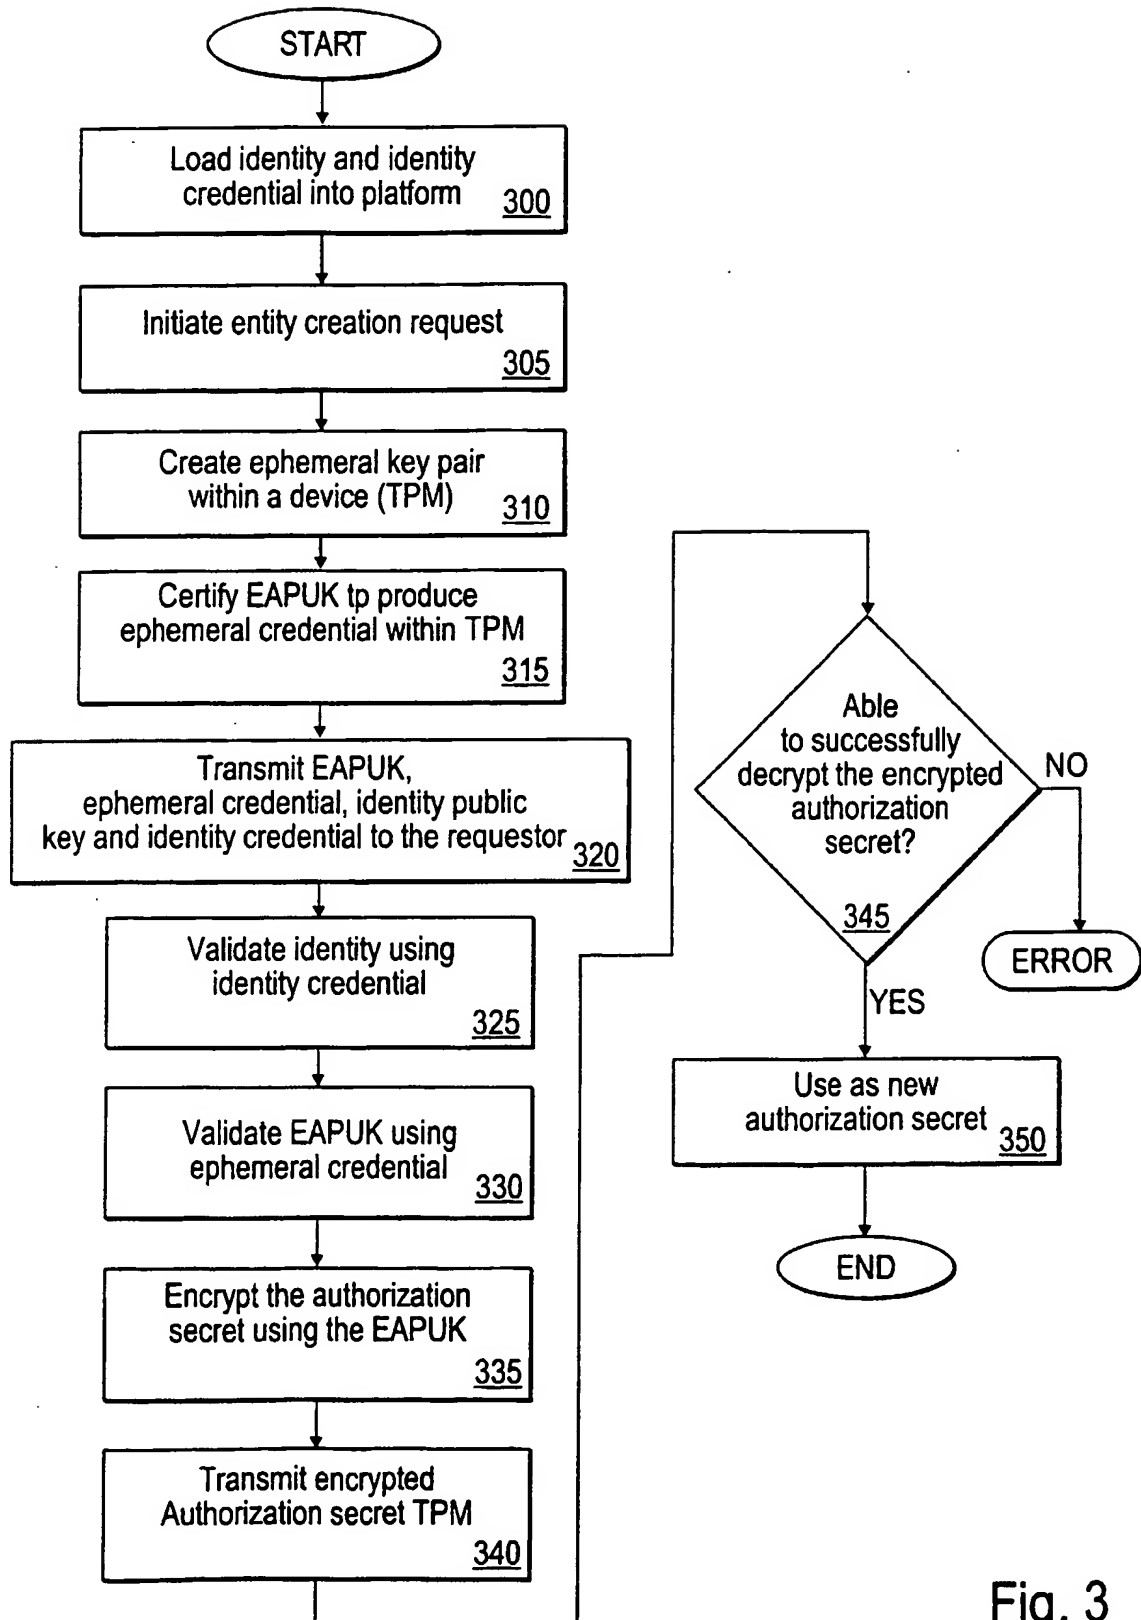 START
Load identity and identity
credential into platform
300
Initiate entity creation request
305
Create ephemeral key pair
within a device (TPM)
310
Certify EAPUK tp produce
ephemeral credential within TPM
315
Transmit EAPUK,
ephemeral credential, identity public
key and identity credential to the requestor
320
Validate identity using
identity credential
325
Validate EAPUK using
ephemeral credential
330
Encrypt the authorization
secret using the EAPUK
335
Transmit encrypted
Authorization secret TPM
340
Able
to successfully
decrypt the encrypted
authorization
secret?
345
NO
ERROR
YES
Use as new
authorization secret
350
END
Fig. 3